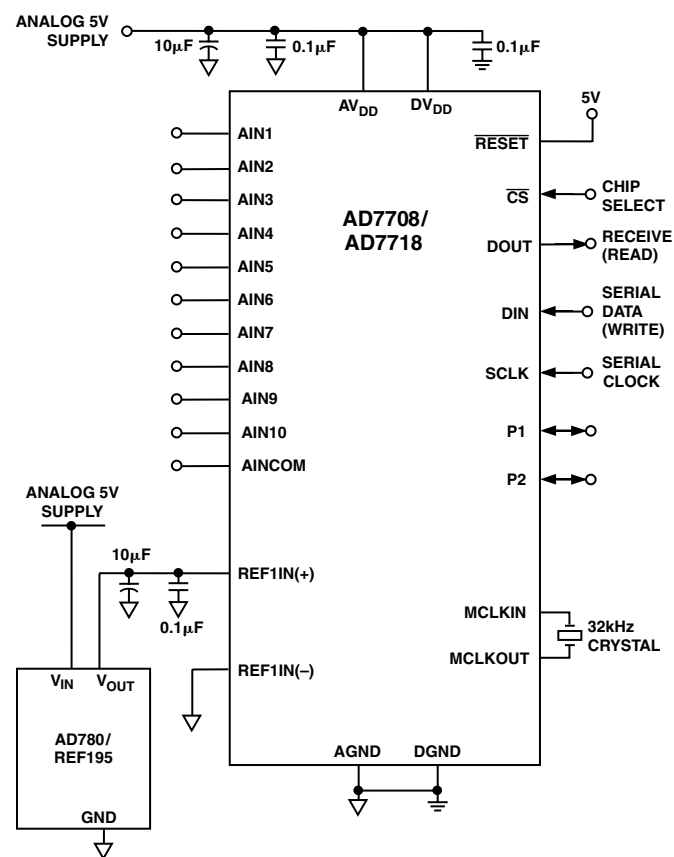 ANALOG 5V
SUPPLY
10μF
0.1μF
0.1μF
AVDD
DVDD
5V
AIN1
AIN2
AIN3
AIN4
AIN5
AIN6
AIN7
AIN8
AIN9
AIN10
AINCOM
AD7708/
AD7718
RESET
CS
CHIP
SELECT
DOUT
RECEIVE
(READ)
DIN
SERIAL
DATA
(WRITE)
SCLK
SERIAL
CLOCK
P1
P2
ANALOG 5V
SUPPLY
10μF
0.1μF
REF1IN(+)
REF1IN(–)
MCLKIN
MCLKOUT
32kHz
CRYSTAL
VIN
VOUT
AD780/
REF195
GND
AGND
DGND